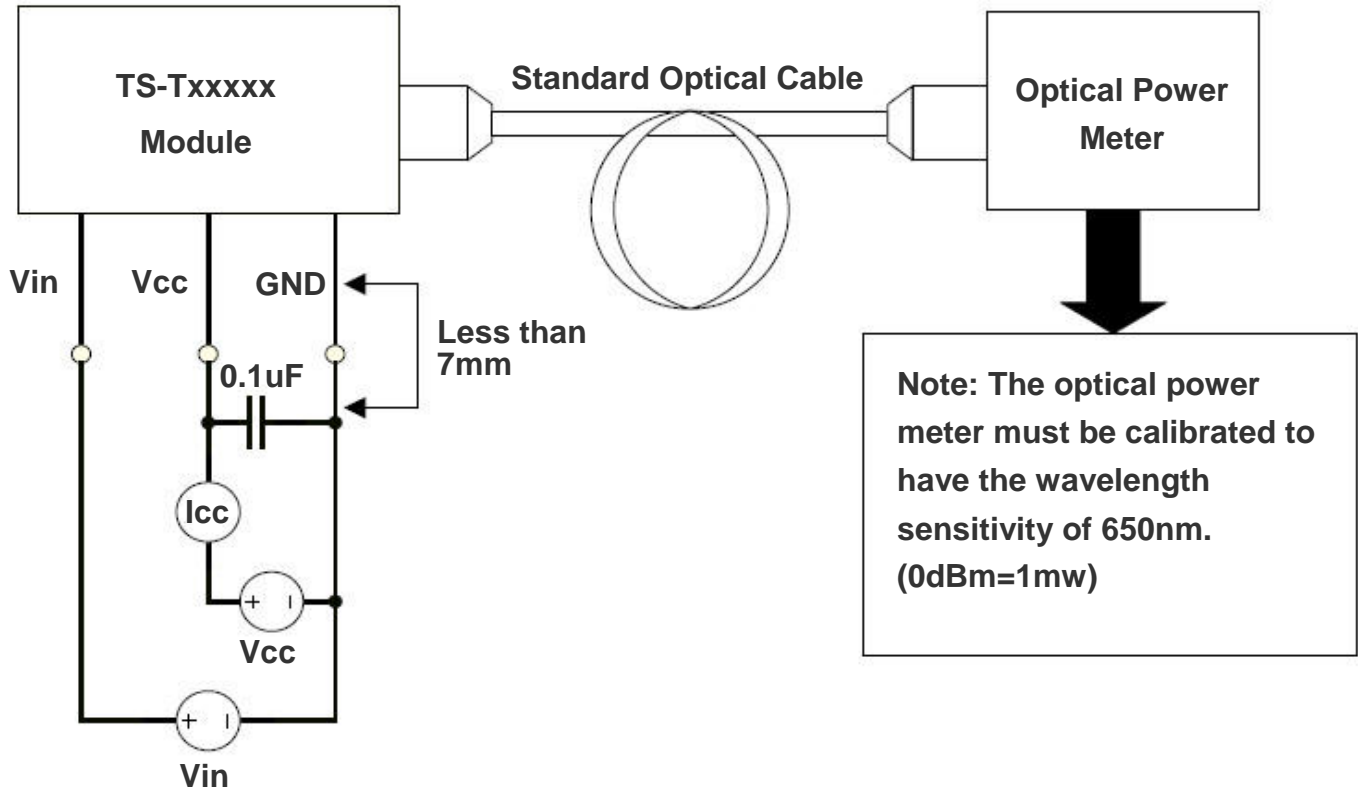 TS-Txxxxx
Module
Standard Optical Cable
Optical Power
Meter
Vin
Vcc
GND
Less than
7mm
0.1uF
Icc
+ -
Vcc
+ -
Vin
Note: The optical power
meter must be calibrated to
have the wavelength
sensitivity of 650nm.
(0dBm=1mw)